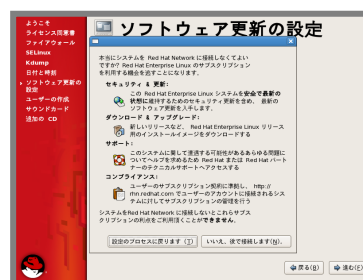 ようこそ
ライセンス同意書
ファイアウォール
SELinux
Kdump
日付と時刻
ソフトウェア更新の
設定
ユーザーの作成
サウンドカード
追加の CD
ソフトウェア更新の設定
本当にシステムを Red Hat Network に接続しなくてよい
ですか? Red Hat Enterprise Linux のサブスクリプション
を利用する機会を逃すことになります。
セキュリティ & 更新:
この Red Hat Enterprise Linux システムを安全で最新の
状態に維持するためのセキュリティ更新を含め、 最新の
ソフトウェア更新を入手します。
ダウンロード & アップグレード:
新しいリリースなど、 Red Hat Enterprise Linux リリース
用のインストールイメージをダウンロードする
サポート:
このシステムに関して遭遇する可能性があるあらゆる問題に
ついてヘルプを求めるため Red Hat または Red Hat パート
ナーのテクニカルサポートへアクセスする
コンプライアンス:
ユーザーのサブスクリプション契約に準拠し、 http://
rhn.redhat.com でユーザーのアカウントに接続されるシス
テムに対してサブスクリプションの管理を行う
システムをRed Hat Network に接続しないとこれらサブス
クリプションの利点をご利用頂くことができません。
設定のプロセスに戻ります (T)
いいえ、後で接続します(N)。
戻る(B)
進む(F)